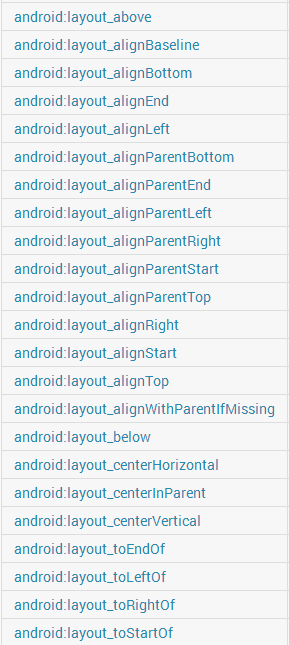 android:layout_above
android:layout_alignBaseline
android:layout_alignBottom
android:layout_alignEnd
android:layout_alignLeft
android:layout_alignParentBottom
android:layout_alignParentEnd
android:layout_alignParentLeft
android:layout_alignParentRight
android:layout_alignParentStart
android:layout_alignParentTop
android:layout_alignRight
android:layout_alignStart
android:layout_alignTop
android:layout_alignWithParentIfMissing
android:layout_below
android:layout_centerHorizontal
android:layout_centerInParent
android:layout_centerVertical
android:layout_toEndOf
android:layout_toLeftOf
android:layout_toRightOf
android:layout_toStartOf